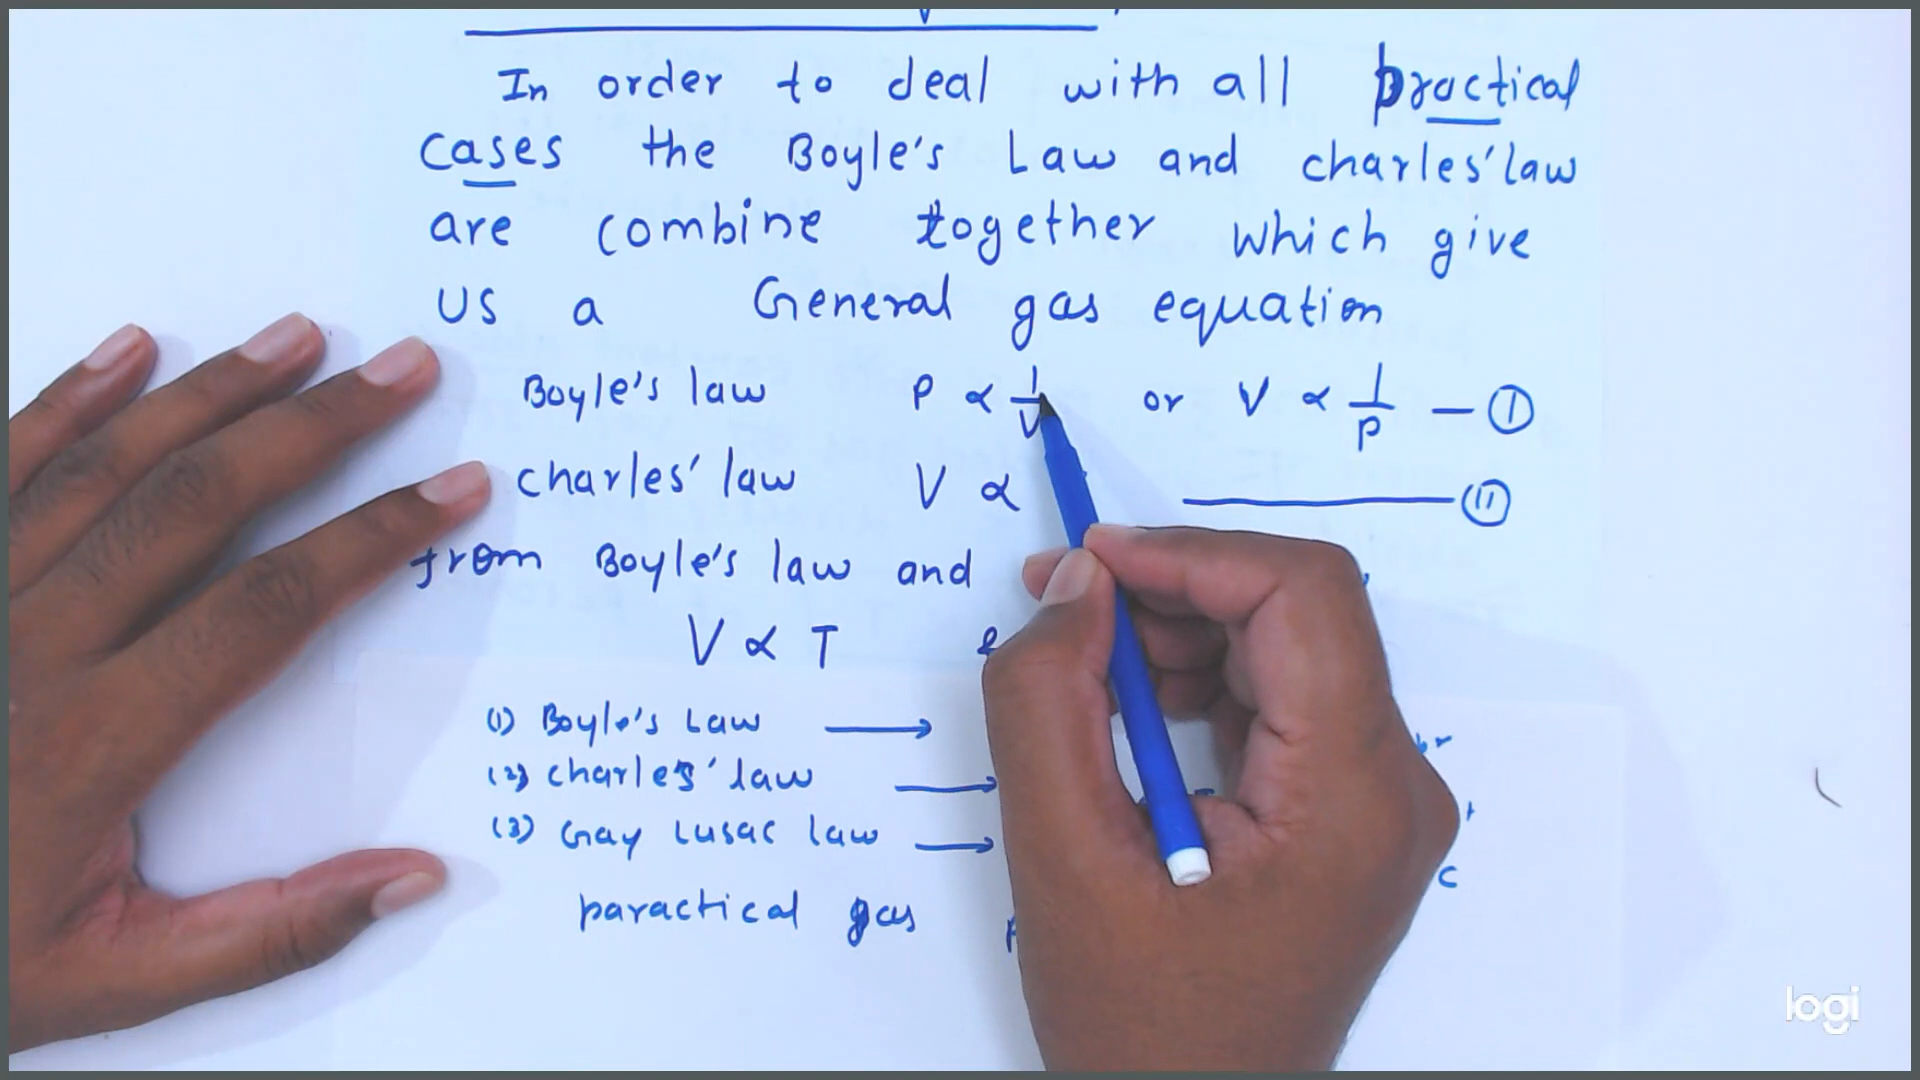 In order to deal with all practical
cases the Boyle's Law and charles' law
are combine together which give
us a General gas equation
Boyle's law P ∝ 1/V or V ∝ 1/P — (I)
charles' law V ∝ — (II)
from Boyle's law and
V ∝ T &
(1) Boyle's Law →
(2) charles' law →
(3) Gay Lusac law →
paractical gas
logi